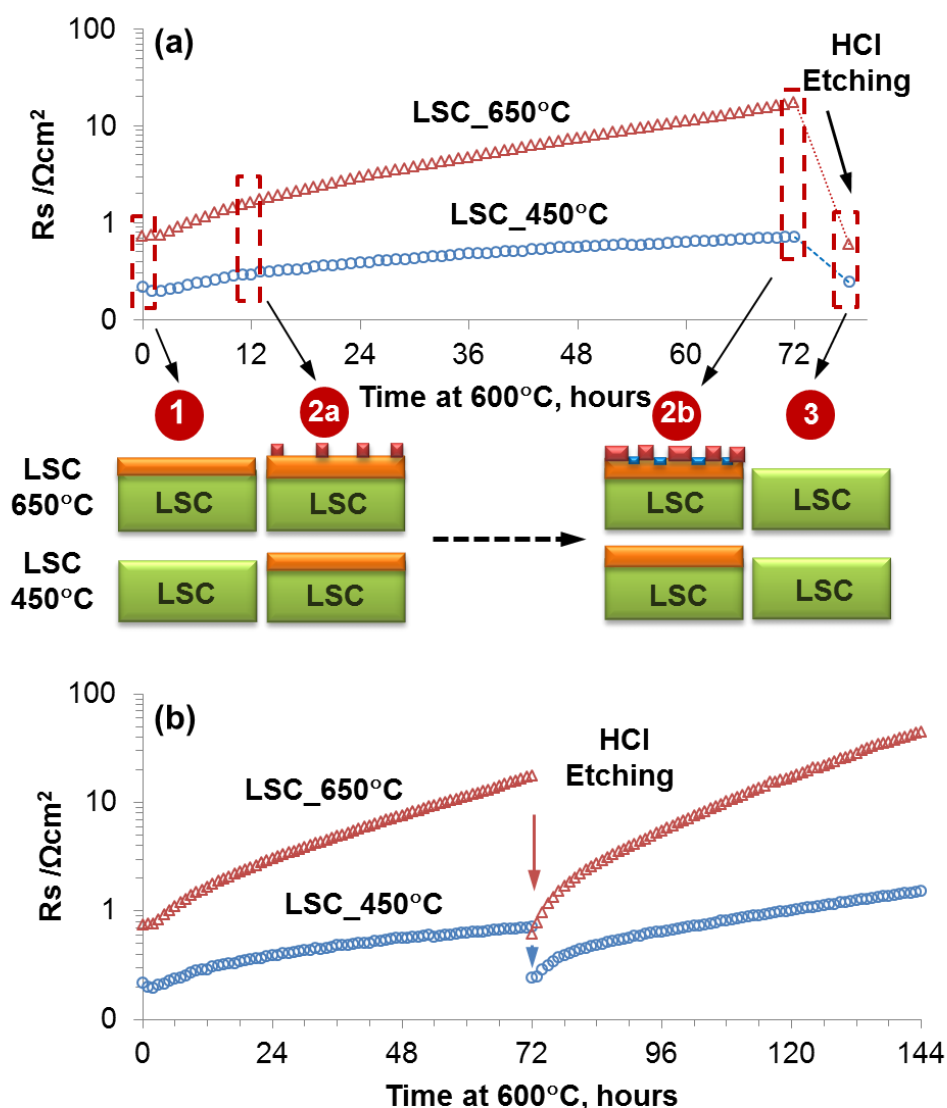 (a)
HCl
Etching
100
10
1
0
Rs /Ωcm²
LSC_650°C
LSC_450°C
0 12 24 36 48 60 72
Time at 600°C, hours
1 2a 2b 3
LSC
650°C
LSC LSC LSC LSC
LSC
450°C
LSC LSC LSC LSC
(b)
HCl
Etching
100
10
1
0
Rs /Ωcm²
LSC_650°C
LSC_450°C
0 24 48 72 96 120 144
Time at 600°C, hours